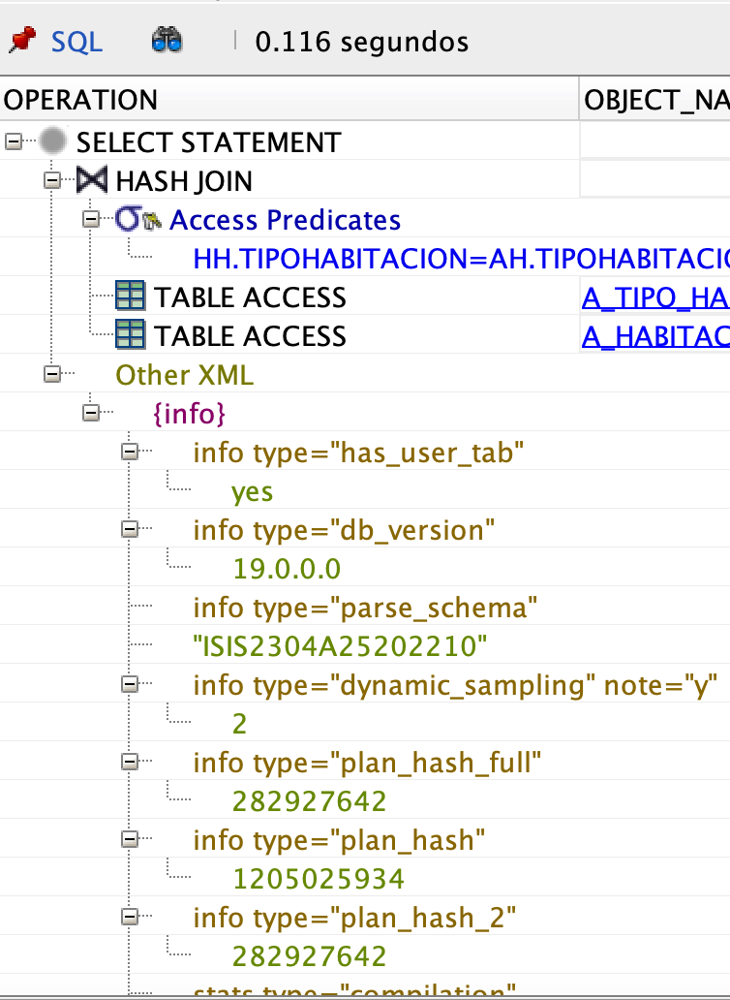 SQL 0.116 segundos
OPERATION OBJECT_NA
SELECT STATEMENT
HASH JOIN
Access Predicates
HH.TIPOHABITACION=AH.TIPOHABITACIO
TABLE ACCESS A_TIPO_HA
TABLE ACCESS A_HABITAC
Other XML
{info}
info type="has_user_tab"
yes
info type="db_version"
19.0.0.0
info type="parse_schema"
"ISIS2304A25202210"
info type="dynamic_sampling" note="y"
2
info type="plan_hash_full"
282927642
info type="plan_hash"
1205025934
info type="plan_hash_2"
282927642
stats type="compilation"